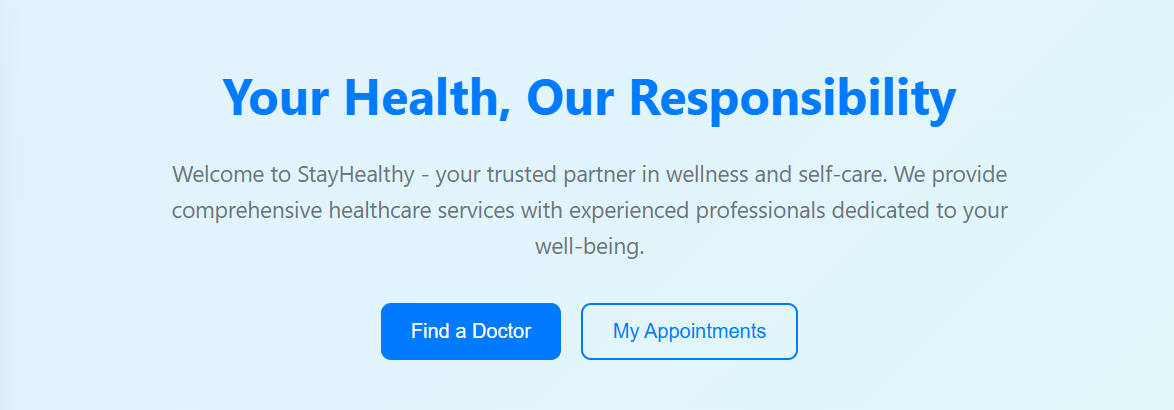 Your Health, Our Responsibility
Welcome to StayHealthy - your trusted partner in wellness and self-care. We provide
comprehensive healthcare services with experienced professionals dedicated to your
well-being.
Find a Doctor
My Appointments